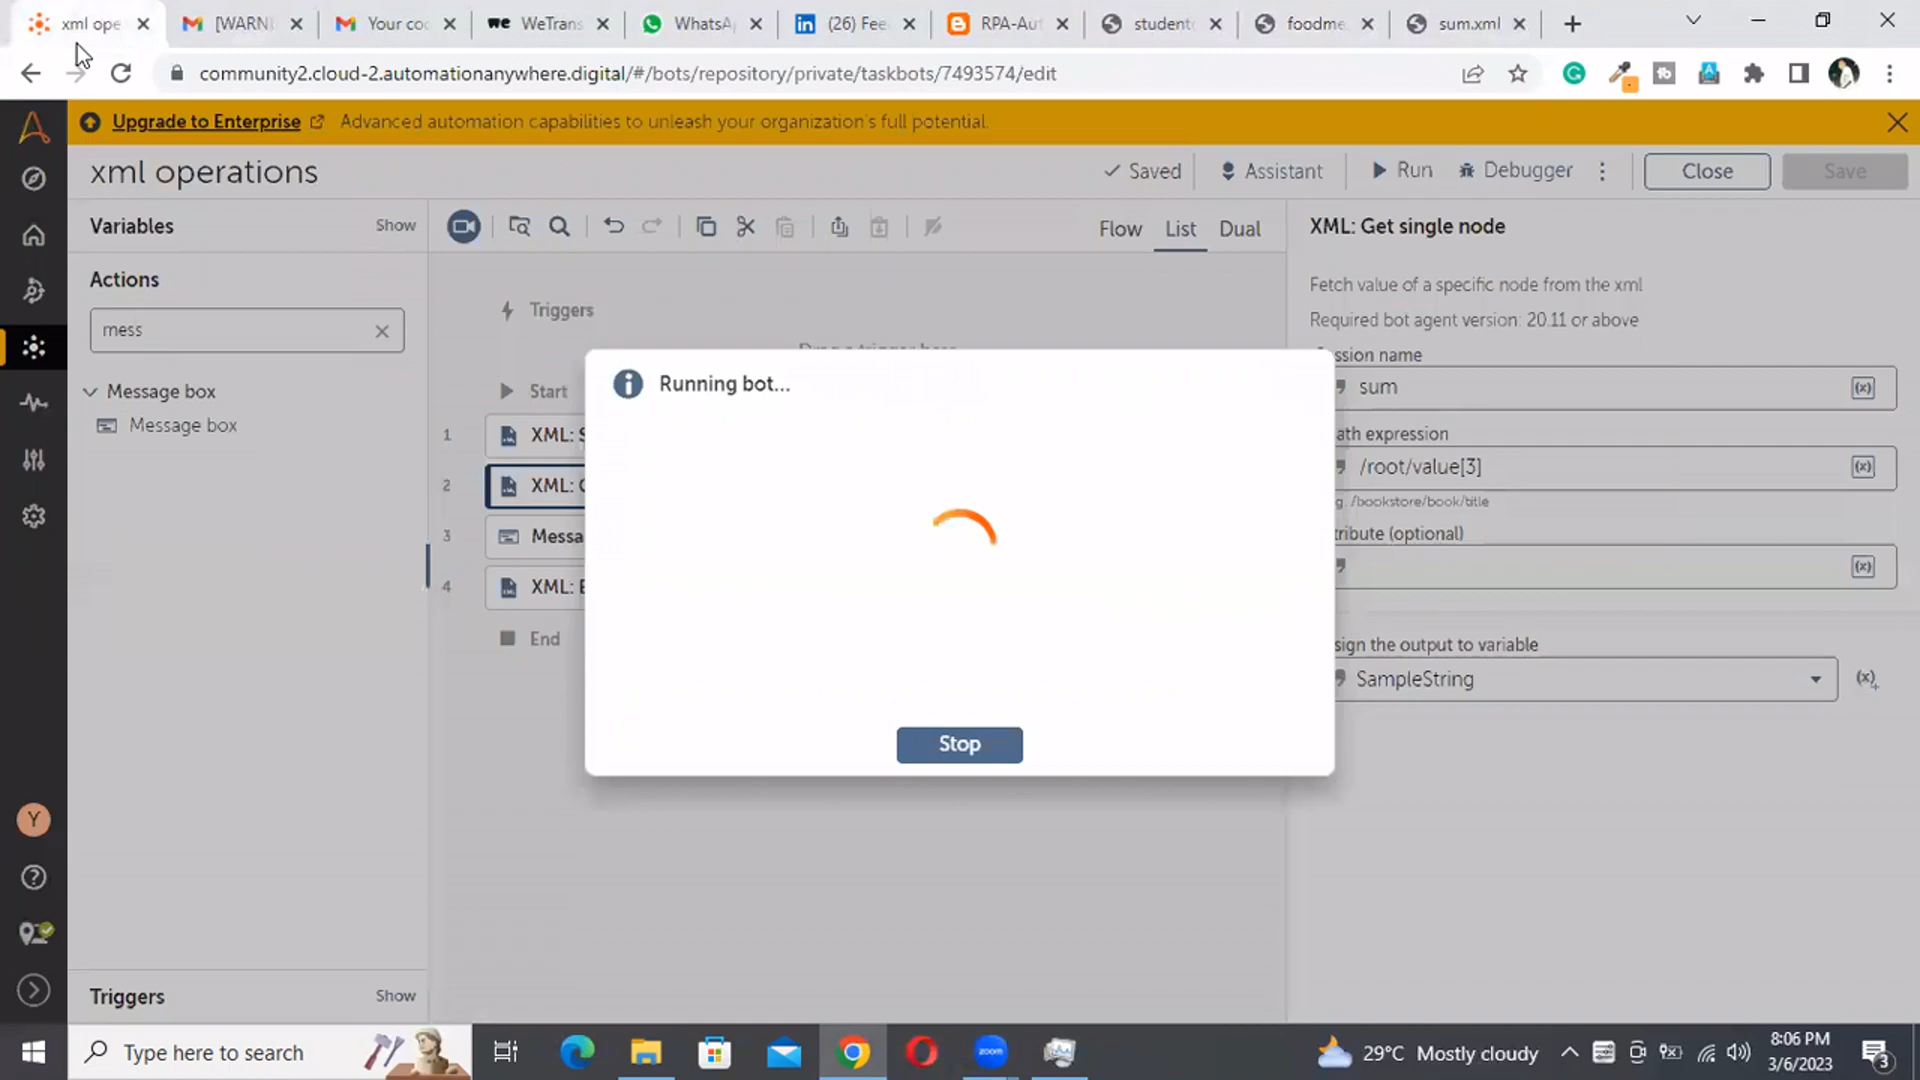 xml ope
[WARN
Your co
we WeTrans
WhatsA
(26) Fee
RPA-Aut
student
foodme
sum.xml
community2.cloud-2.automationanywhere.digital/#/bots/repository/private/taskbots/7493574/edit
Upgrade to Enterprise Advanced automation capabilities to unleash your organization's full potential.
xml operations
Saved
Assistant
Run
Debugger
Close
Save
Variables Show
Flow List Dual
XML: Get single node
Actions
mess
Message box
Message box
Triggers
Start
1 XML: S
2 XML:
3 Messa
4 XML: E
End
Running bot...
Stop
Fetch value of a specific node from the xml
Required bot agent version: 20.11 or above
ssion name
sum
(x)
ath expression
/root/value[3]
(x)
g. /bookstore/book/title
tribute (optional)
(x)
sign the output to variable
SampleString
(x)
Y
Triggers Show
Type here to search
zoom
29°C Mostly cloudy
8:06 PM
3/6/2023
3